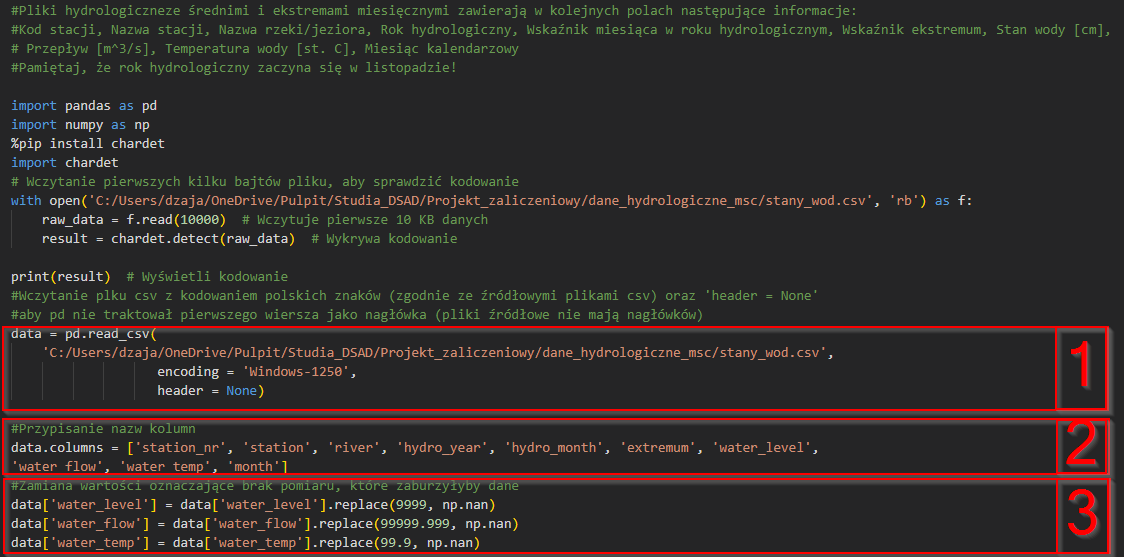 #Pliki hydrologiczneze średnimi i ekstremami miesięcznymi zawierają w kolejnych polach następujące informacje:
#Kod stacji, Nazwa stacji, Nazwa rzeki/jeziora, Rok hydrologiczny, Wskaźnik miesiąca w roku hydrologicznym, Wskaźnik ekstremum, Stan wody [cm],
# Przepływ [m^3/s], Temperatura wody [st. C], Miesiąc kalendarzowy
#Pamiętaj, że rok hydrologiczny zaczyna się w listopadzie!
import pandas as pd
import numpy as np
%pip install chardet
import chardet
# Wczytanie pierwszych kilku bajtów pliku, aby sprawdzić kodowanie
with open('C:/Users/dzaja/OneDrive/Pulpit/Studia_DSAD/Projekt_zaliczeniowy/dane_hydrologiczne_msc/stany_wod.csv', 'rb') as f:
raw_data = f.read(10000)  # Wczytuje pierwsze 10 KB danych
result = chardet.detect(raw_data)  # Wykrywa kodowanie
print(result)  # Wyświetli kodowanie
#Wczytanie plku csv z kodowaniem polskich znaków (zgodnie ze źródłowymi plikami csv) oraz 'header = None'
#aby pd nie traktował pierwszego wiersza jako nagłówka (pliki źródłowe nie mają nagłówków)
data = pd.read_csv(
'C:/Users/dzaja/OneDrive/Pulpit/Studia_DSAD/Projekt_zaliczeniowy/dane_hydrologiczne_msc/stany_wod.csv',
encoding = 'Windows-1250',
header = None)
1
#Przypisanie nazw kolumn
data.columns = ['station_nr', 'station', 'river', 'hydro_year', 'hydro_month', 'extremum', 'water_level',
'water_flow', 'water_temp', 'month']
2
#Zamiana wartości oznaczające brak pomiaru, które zaburzyłyby dane
data['water_level'] = data['water_level'].replace(9999, np.nan)
data['water_flow'] = data['water_flow'].replace(99999.999, np.nan)
data['water_temp'] = data['water_temp'].replace(99.9, np.nan)
3